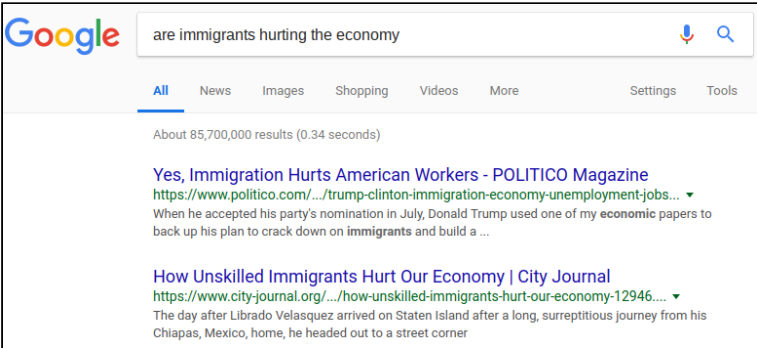 Google are immigrants hurting the economy
All News Images Shopping Videos More Settings Tools
About 85,700,000 results (0.34 seconds)
Yes, Immigration Hurts American Workers - POLITICO Magazine
https://www.politico.com/.../trump-clinton-immigration-economy-unemployment-jobs...
When he accepted his party's nomination in July, Donald Trump used one of my economic papers to
back up his plan to crack down on immigrants and build a ...
How Unskilled Immigrants Hurt Our Economy | City Journal
https://www.city-journal.org/.../how-unskilled-immigrants-hurt-our-economy-12946....
The day after Librado Velasquez arrived on Staten Island after a long, surreptitious journey from his
Chiapas, Mexico, home, he headed out to a street corner